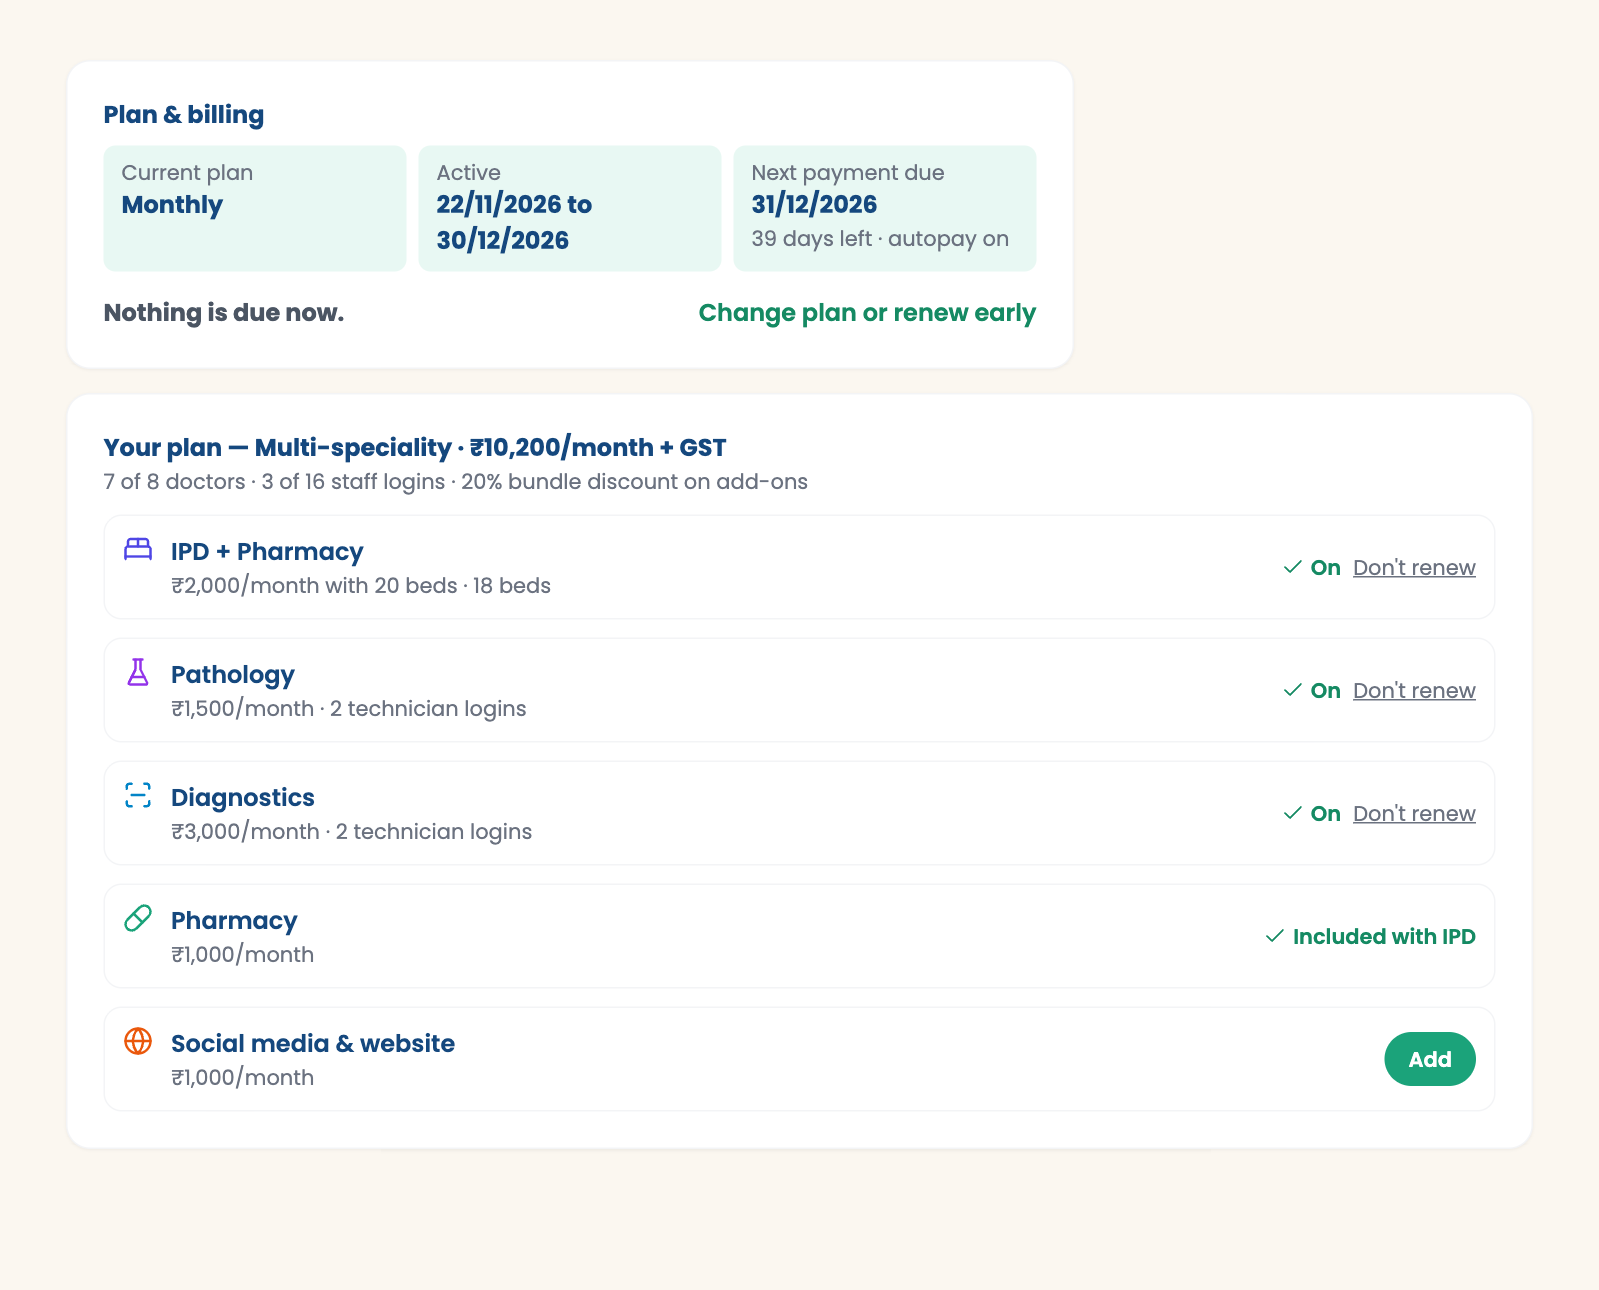 Plan & billing
Current plan
Monthly
Active
22/11/2026 to
30/12/2026
Next payment due
31/12/2026
39 days left · autopay on
Nothing is due now.
Change plan or renew early
Your plan — Multi-speciality · ₹10,200/month + GST
7 of 8 doctors · 3 of 16 staff logins · 20% bundle discount on add-ons
IPD + Pharmacy
₹2,000/month with 20 beds · 18 beds
On Don't renew
Pathology
₹1,500/month · 2 technician logins
On Don't renew
Diagnostics
₹3,000/month · 2 technician logins
On Don't renew
Pharmacy
₹1,000/month
Included with IPD
Social media & website
₹1,000/month
Add